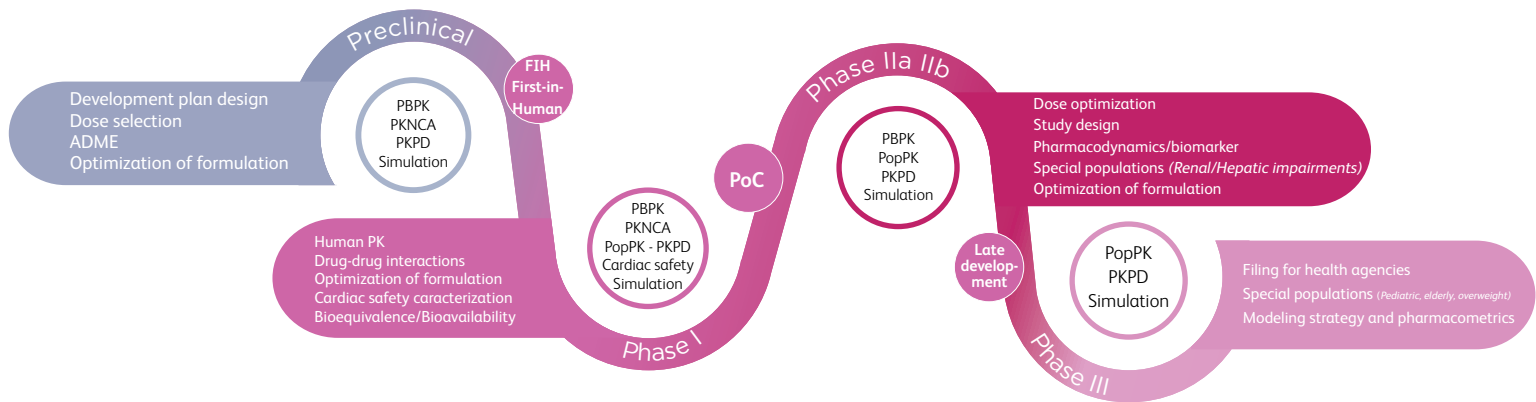 Preclinical
Development plan design
Dose selection
ADME
Optimization of formulation
PBPK
PKNCA
PKPD
Simulation
FIH
First-in-
Human
Human PK
Drug-drug interactions
Optimization of formulation
Cardiac safety caracterization
Bioequivalence/Bioavailability
PBPK
PKNCA
PopPK - PKPD
Cardiac safety
Simulation
Phase I
PoC
Phase IIa IIb
PBPK
PopPK
PKPD
Simulation
Dose optimization
Study design
Pharmacodynamics/biomarker
Special populations (Renal/Hepatic impairments)
Optimization of formulation
Late
develop-
ment
PopPK
PKPD
Simulation
Phase III
Filing for health agencies
Special populations (Pediatric, elderly, overweight)
Modeling strategy and pharmacometrics